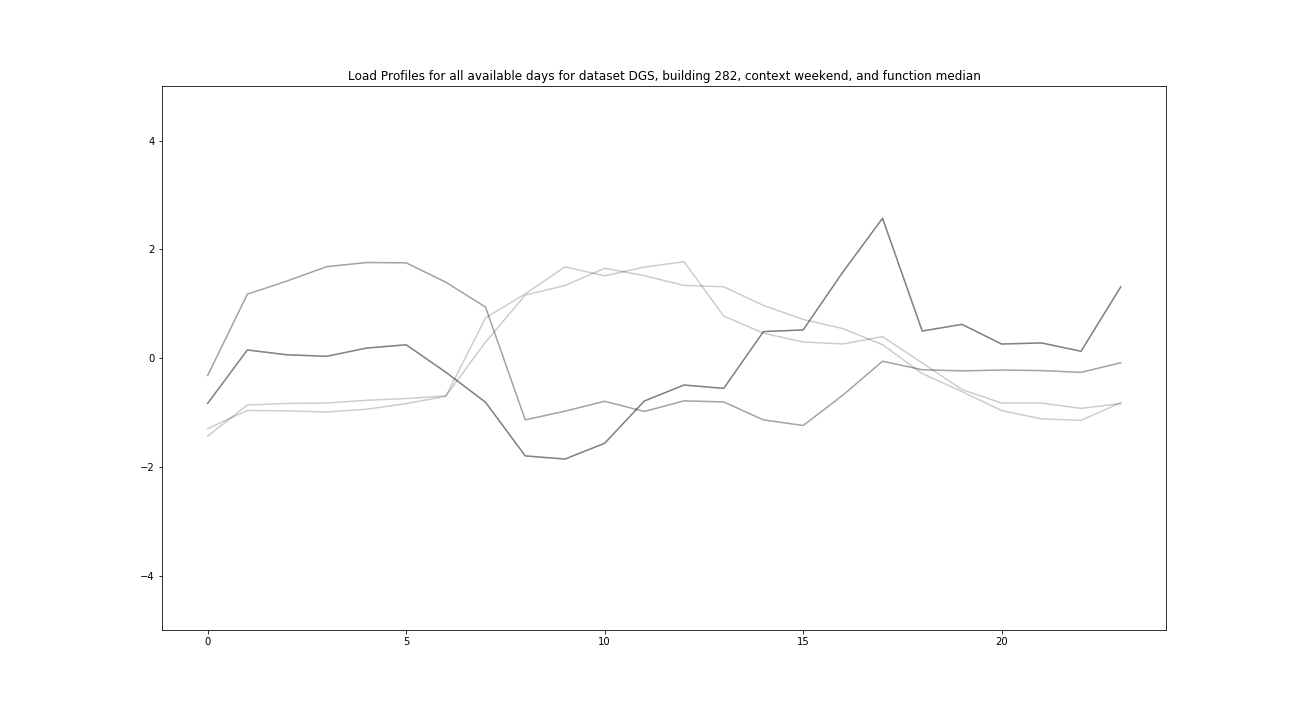 Load Profiles for all available days for dataset DGS, building 282, context weekend, and function median
4
2
0
−2
−4
0 5 10 15 20